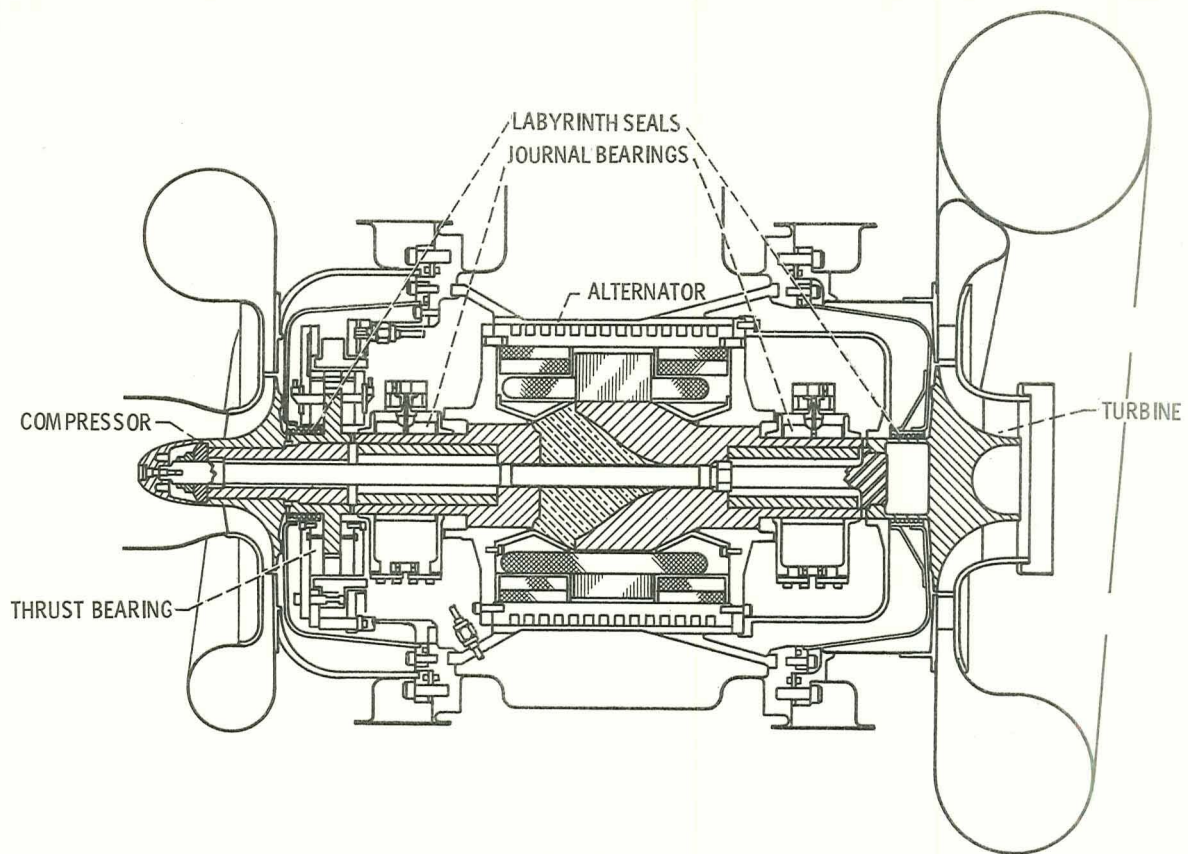 LABYRINTH SEALS
JOURNAL BEARINGS
ALTERNATOR
COMPRESSOR
TURBINE
THRUST BEARING